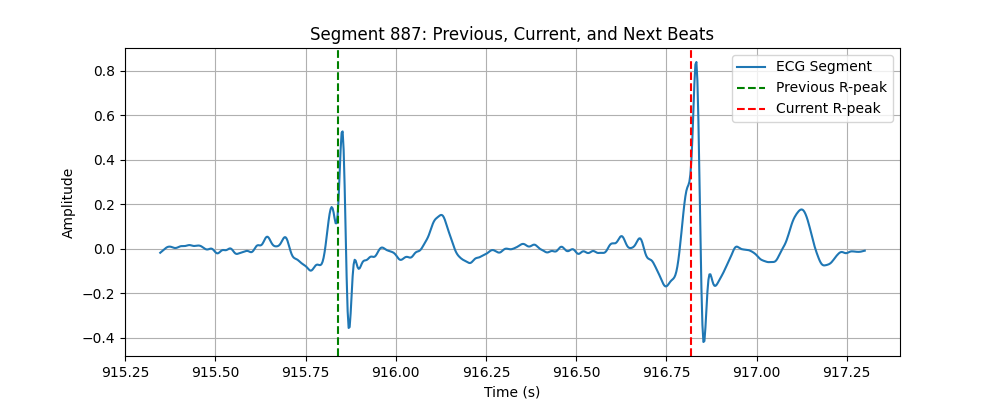 Segment 887: Previous, Current, and Next Beats
ECG Segment
Previous R-peak
Current R-peak
Amplitude
0.8
0.6
0.4
0.2
0.0
−0.2
−0.4
915.25 915.50 915.75 916.00 916.25 916.50 916.75 917.00 917.25
Time (s)